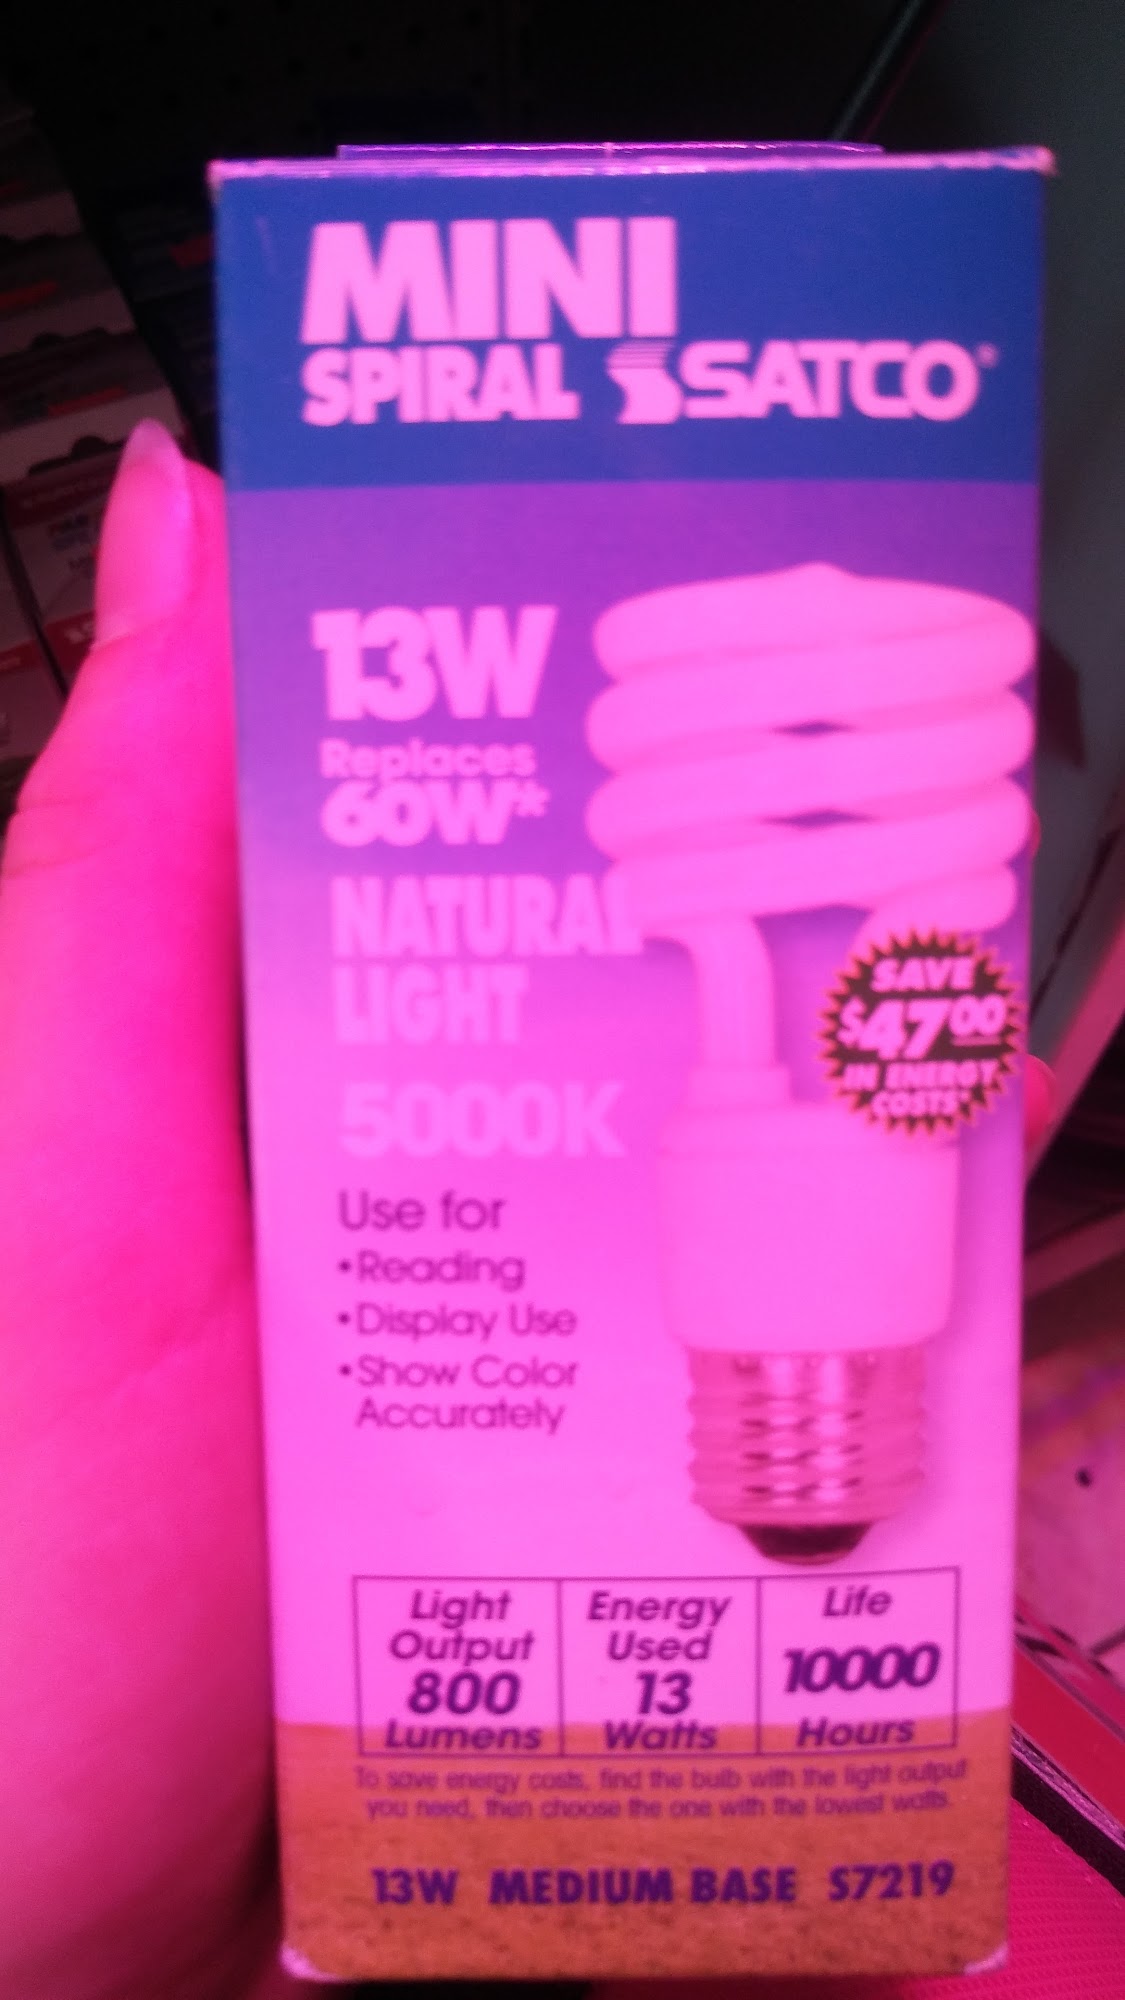 MINI
SPIRAL SATCO®
13W
Replaces
60W*
NATURAL
LIGHT
5000K
SAVE
$47.00
IN ENERGY
COSTS*
Use for
•Reading
•Display Use
•Show Color
Accurately
Light
Output
800
Lumens
Energy
Used
13
Watts
Life
10000
Hours
To save energy costs, find the bulb with the light output
you need, then choose the one with the lowest watts.
13W MEDIUM BASE S7219